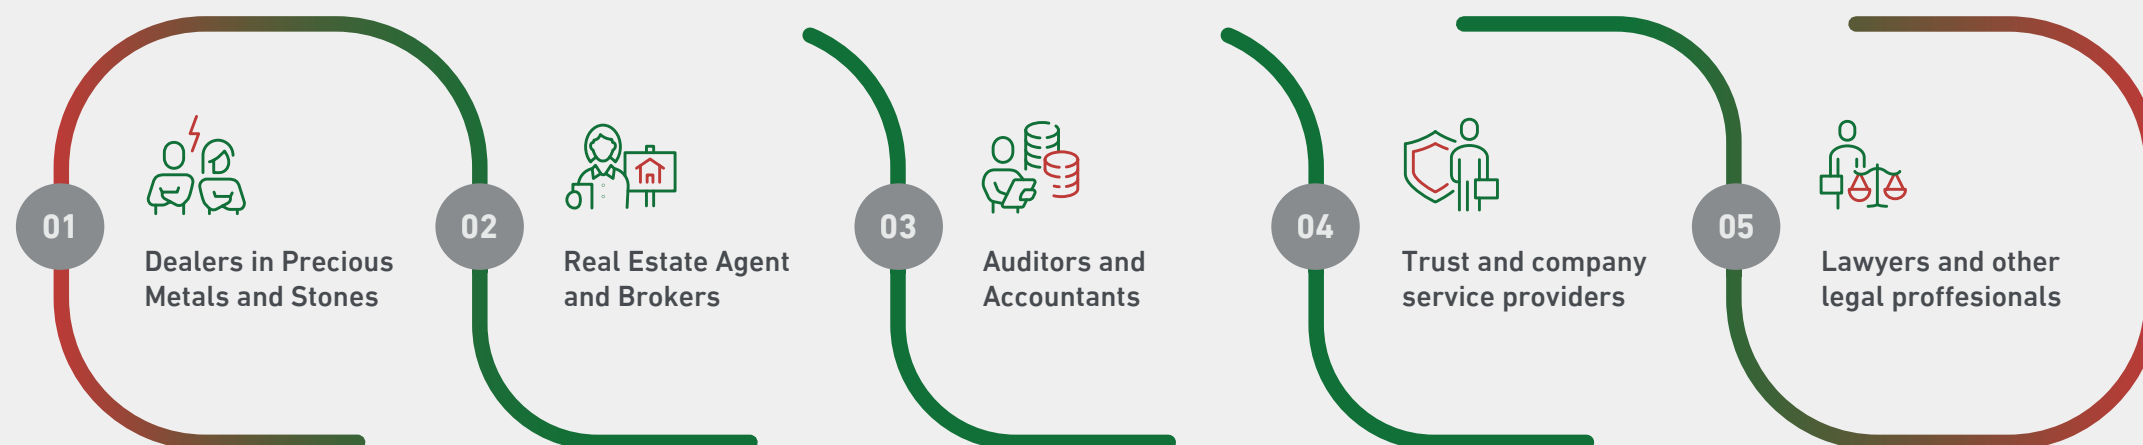 01
Dealers in Precious
Metals and Stones
02
Real Estate Agent
and Brokers
03
Auditors and
Accountants
04
Trust and company
service providers
05
Lawyers and other
legal proffesionals